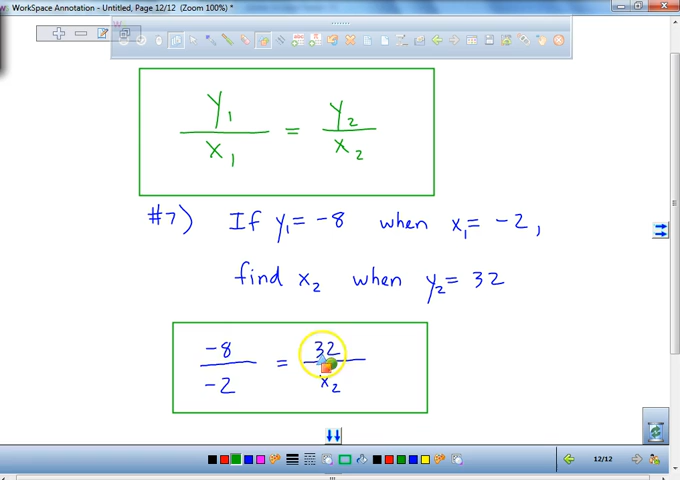 WorkSpace Annotation - Untitled, Page 12/12 (Zoom 100%) *
y₁/x₁ = y₂/x₂
#7) If y₁ = -8 when x₁ = -2,
find x₂ when y₂ = 32
-8/-2 = 32/x₂
12/12